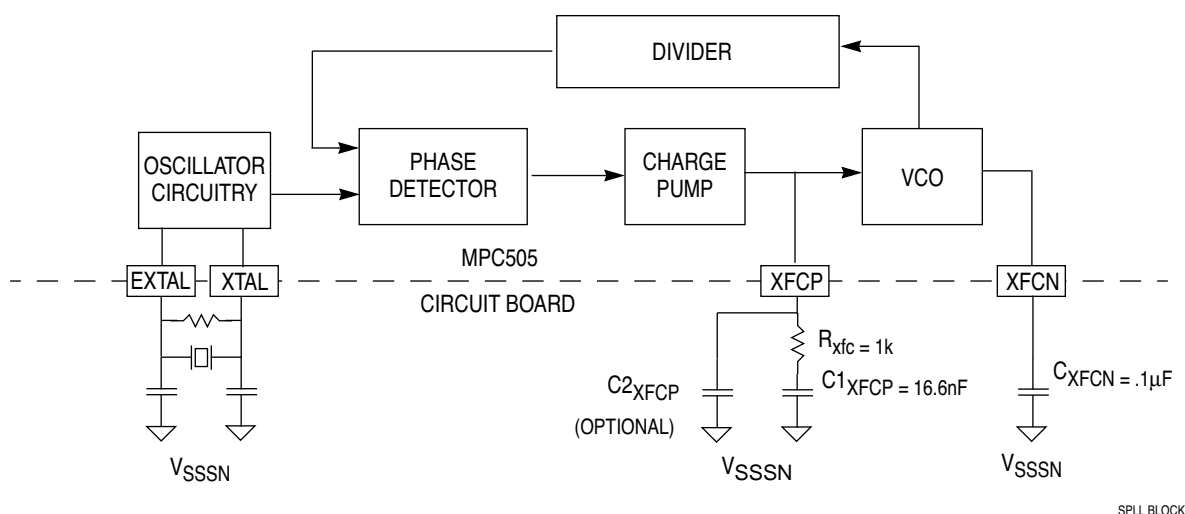 DIVIDER
OSCILLATOR
CIRCUITRY
PHASE
DETECTOR
CHARGE
PUMP
VCO
MPC505
EXTAL
XTAL
XFCP
XFCN
CIRCUIT BOARD
Rxfc = 1k
C2XFCP
(OPTIONAL)
C1XFCP = 16.6nF
CXFCN = .1μF
VSSSN
VSSSN
VSSSN
SPLL BLOCK